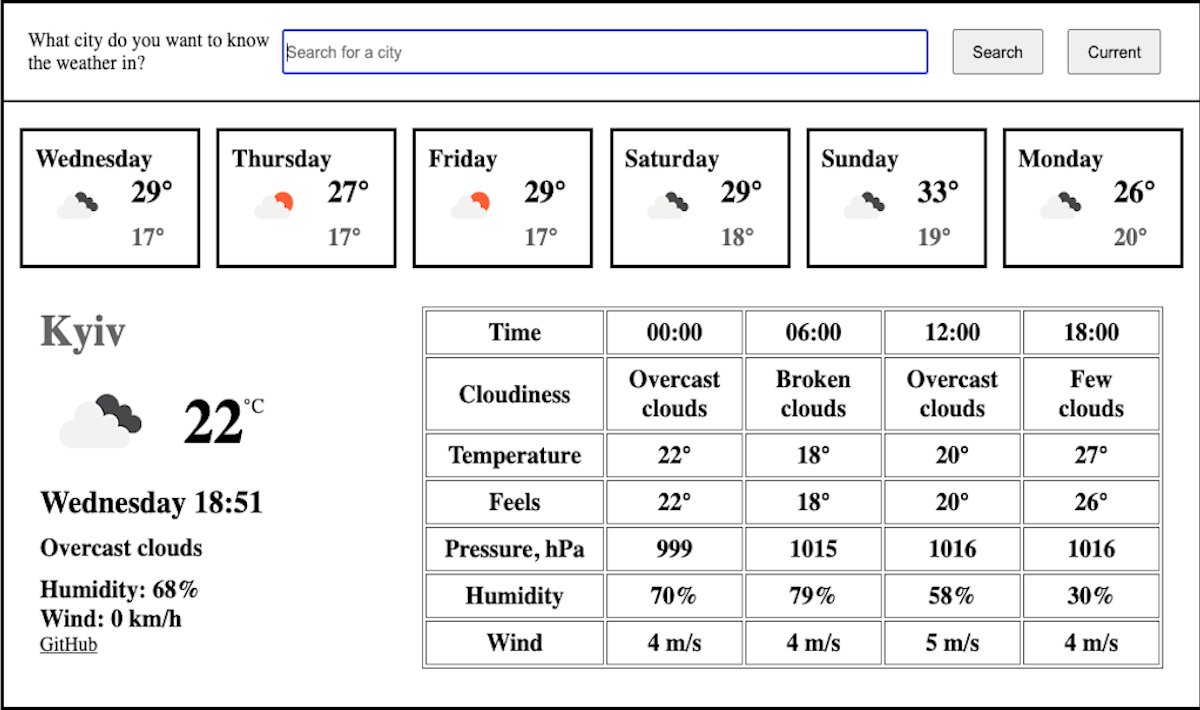 What city do you want to know
the weather in?
Search for a city
Search
Current
Wednesday
29°
17°
Thursday
27°
17°
Friday
29°
17°
Saturday
29°
18°
Sunday
33°
19°
Monday
26°
20°
Kyiv
22°C
Wednesday 18:51
Overcast clouds
Humidity: 68%
Wind: 0 km/h
GitHub
Time 00:00 06:00 12:00 18:00
Cloudiness Overcast clouds Broken clouds Overcast clouds Few clouds
Temperature 22° 18° 20° 27°
Feels 22° 18° 20° 26°
Pressure, hPa 999 1015 1016 1016
Humidity 70% 79% 58% 30%
Wind 4 m/s 4 m/s 5 m/s 4 m/s